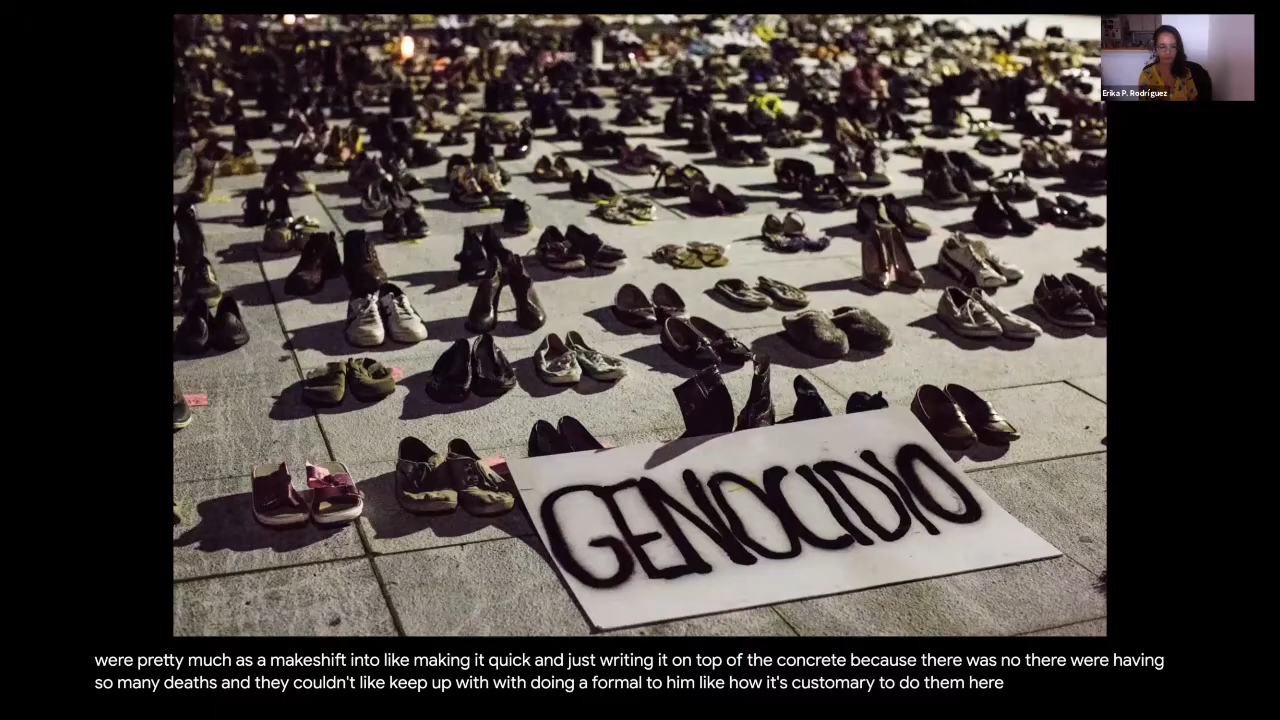 Erika P. Rodríguez
GENOCIDIO
were pretty much as a makeshift into like making it quick and just writing it on top of the concrete because there was no there were having
so many deaths and they couldn't like keep up with with doing a formal to him like how it's customary to do them here